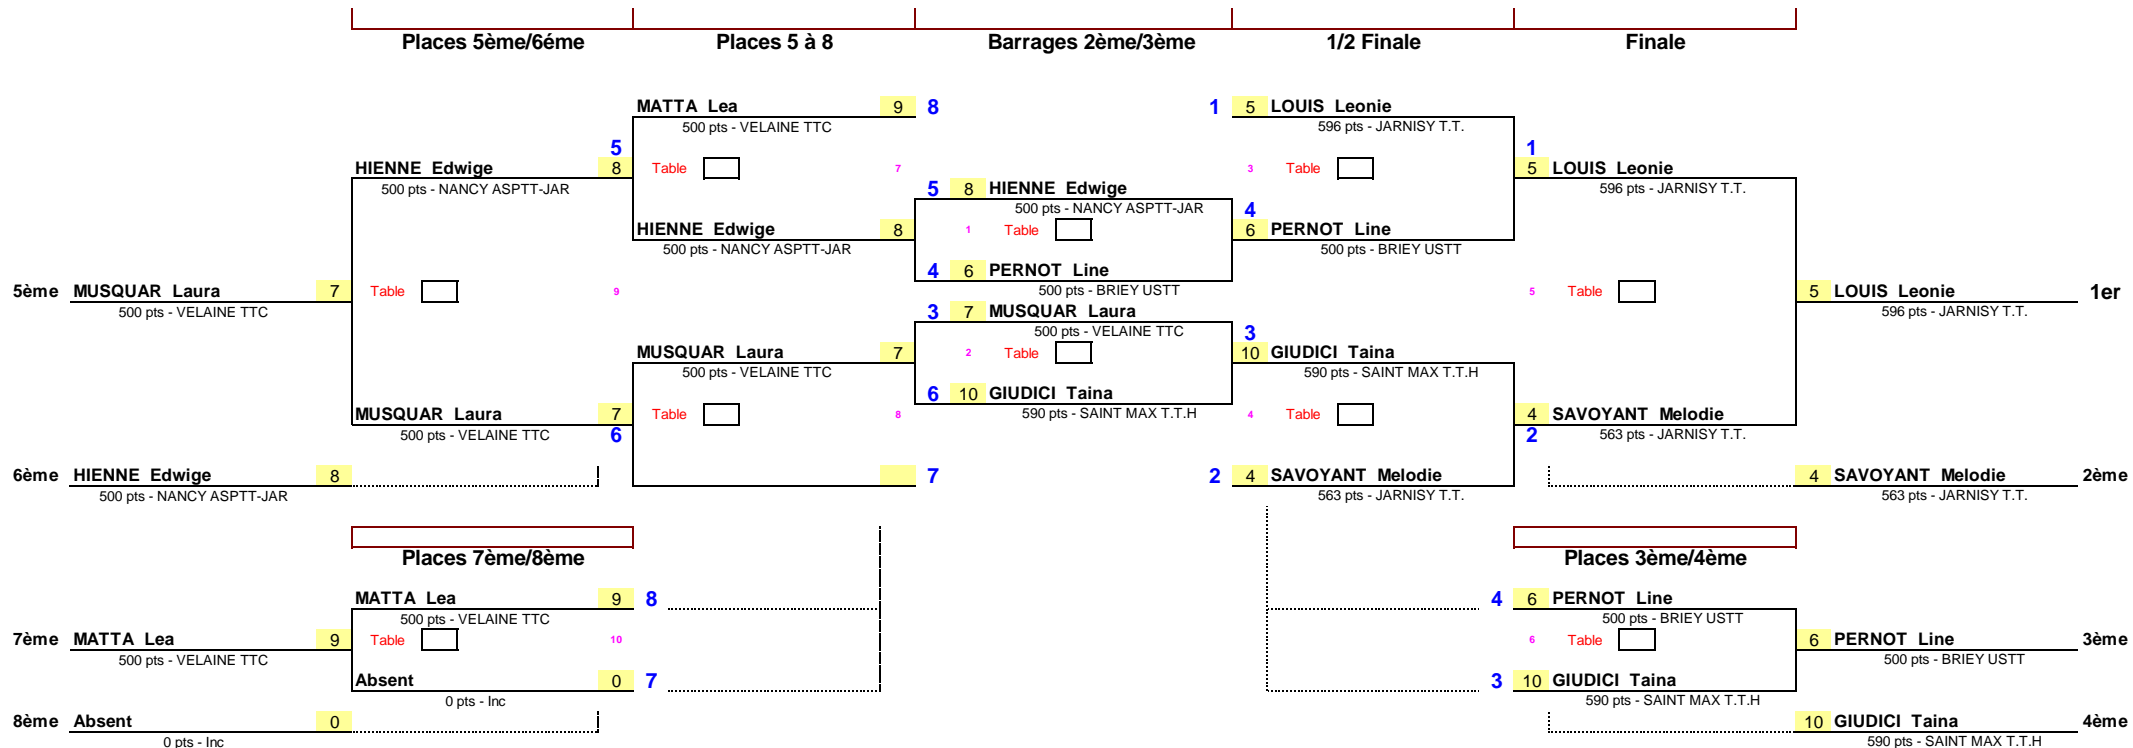 Places 5ème/6éme Places 5 à 8 Barrages 2ème/3ème 1/2 Finale Finale
MATTA Lea 9 8 1 5 LOUIS Leonie
500 pts - VELAINE TTC 596 pts - JARNISY T.T.
5 1
HIENNE Edwige 8 Table 7 3 Table 5 LOUIS Leonie
500 pts - NANCY ASPTT-JAR 5 8 HIENNE Edwige 596 pts - JARNISY T.T.
500 pts - NANCY ASPTT-JAR 4
HIENNE Edwige 8 1 Table 6 PERNOT Line
500 pts - NANCY ASPTT-JAR 500 pts - BRIEY USTT
4 6 PERNOT Line
5ème MUSQUAR Laura 7 Table 9 500 pts - BRIEY USTT 5 Table 5 LOUIS Leonie 1er
500 pts - VELAINE TTC 3 7 MUSQUAR Laura 596 pts - JARNISY T.T.
500 pts - VELAINE TTC 3
MUSQUAR Laura 7 2 Table 10 GIUDICI Taina
500 pts - VELAINE TTC 590 pts - SAINT MAX T.T.H
6 10 GIUDICI Taina
MUSQUAR Laura 7 Table 8 590 pts - SAINT MAX T.T.H 4 Table 4 SAVOYANT Melodie
500 pts - VELAINE TTC 6 2 563 pts - JARNISY T.T.
6ème HIENNE Edwige 8 7 2 4 SAVOYANT Melodie 4 SAVOYANT Melodie 2ème
500 pts - NANCY ASPTT-JAR 563 pts - JARNISY T.T. 563 pts - JARNISY T.T.
Places 7ème/8ème Places 3ème/4ème
MATTA Lea 9 8 4 6 PERNOT Line
500 pts - VELAINE TTC 500 pts - BRIEY USTT
7ème MATTA Lea 9 Table 10 6 Table 6 PERNOT Line 3ème
500 pts - VELAINE TTC 500 pts - BRIEY USTT
Absent 0 7 3 10 GIUDICI Taina
0 pts - Inc 590 pts - SAINT MAX T.T.H
8ème Absent 0 10 GIUDICI Taina 4ème
0 pts - Inc 590 pts - SAINT MAX T.T.H